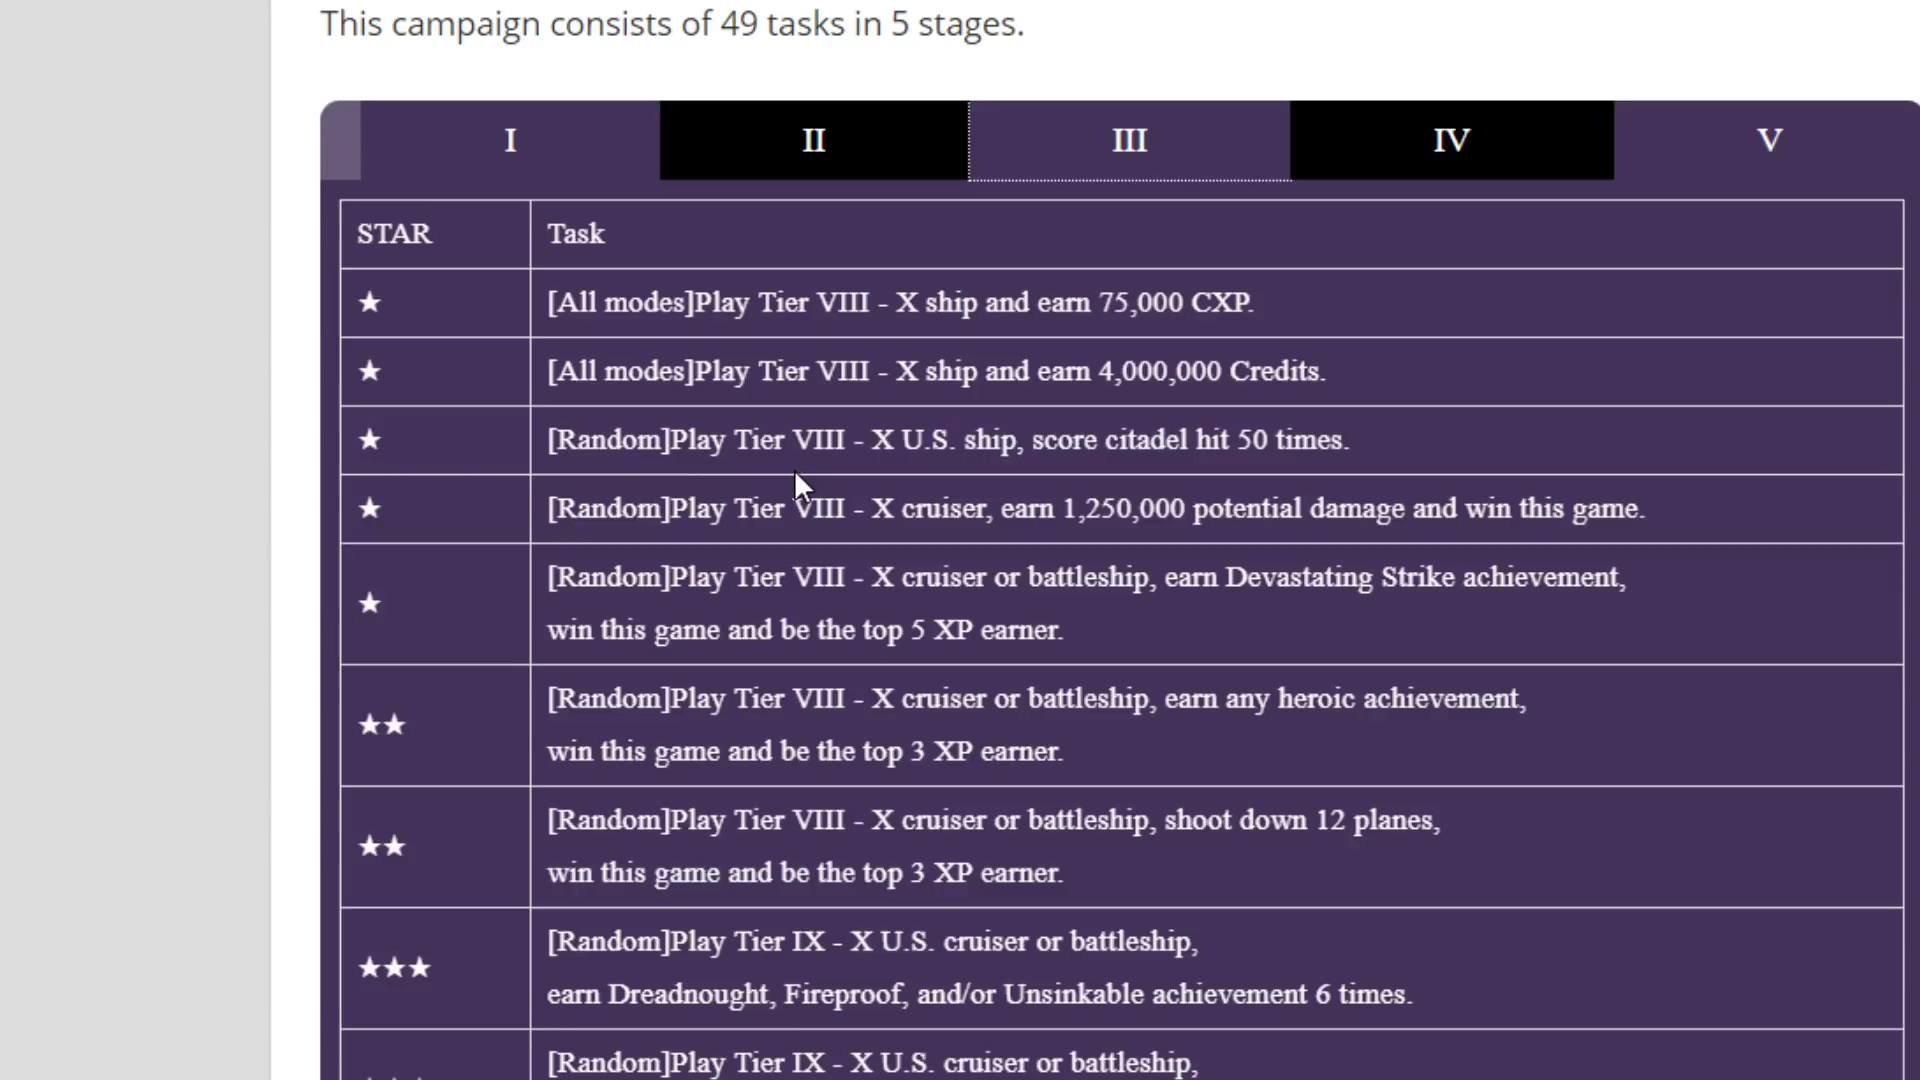 This campaign consists of 49 tasks in 5 stages.
I II III IV V
STAR Task
★ [All modes]Play Tier VIII - X ship and earn 75,000 CXP.
★ [All modes]Play Tier VIII - X ship and earn 4,000,000 Credits.
★ [Random]Play Tier VIII - X U.S. ship, score citadel hit 50 times.
★ [Random]Play Tier VIII - X cruiser, earn 1,250,000 potential damage and win this game.
★ [Random]Play Tier VIII - X cruiser or battleship, earn Devastating Strike achievement,
win this game and be the top 5 XP earner.
★★ [Random]Play Tier VIII - X cruiser or battleship, earn any heroic achievement,
win this game and be the top 3 XP earner.
★★ [Random]Play Tier VIII - X cruiser or battleship, shoot down 12 planes,
win this game and be the top 3 XP earner.
★★★ [Random]Play Tier IX - X U.S. cruiser or battleship,
earn Dreadnought, Fireproof, and/or Unsinkable achievement 6 times.
[Random]Play Tier IX - X U.S. cruiser or battleship,